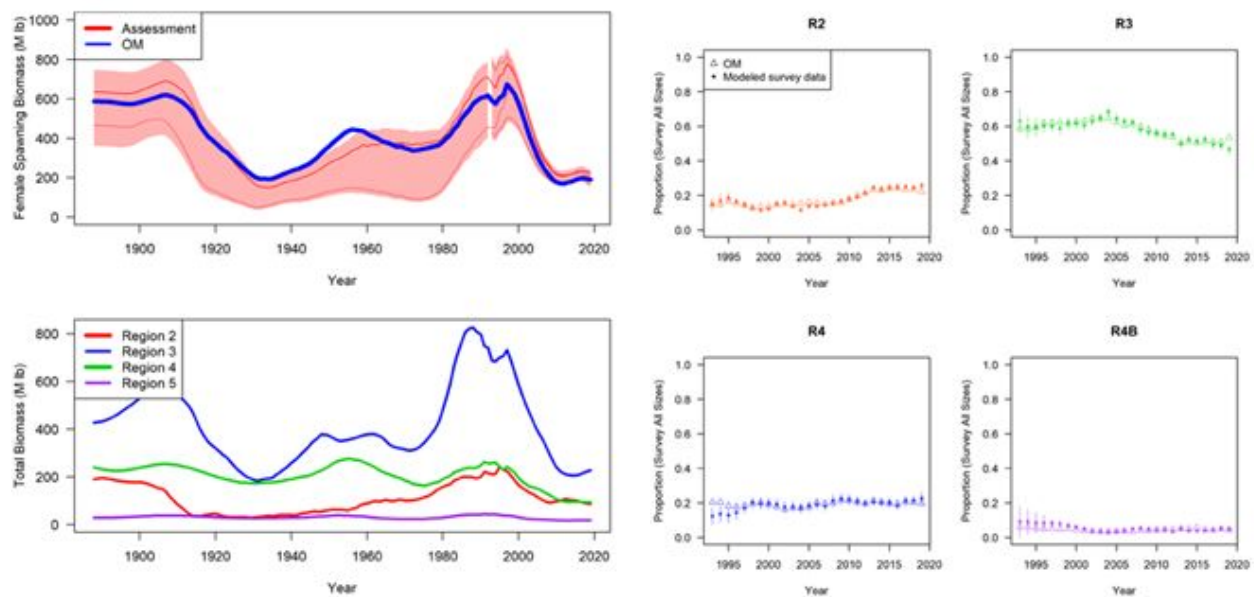 Female Spawning Biomass (M lb)
1000
800
600
400
200
0
Assessment
OM
1900 1920 1940 1960 1980 2000 2020
Year
Total Biomass (M lb)
800
600
400
200
0
Region 2
Region 3
Region 4
Region 5
1900 1920 1940 1960 1980 2000 2020
Year
R2
Proportion (Survey All Sizes)
1.0
0.8
0.6
0.4
0.2
0.0
OM
Modeled survey data
1995 2000 2005 2010 2015 2020
Year
R3
Proportion (Survey All Sizes)
1.0
0.8
0.6
0.4
0.2
0.0
1995 2000 2005 2010 2015 2020
Year
R4
Proportion (Survey All Sizes)
1.0
0.8
0.6
0.4
0.2
0.0
1995 2000 2005 2010 2015 2020
Year
R4B
Proportion (Survey All Sizes)
1.0
0.8
0.6
0.4
0.2
0.0
1995 2000 2005 2010 2015 2020
Year